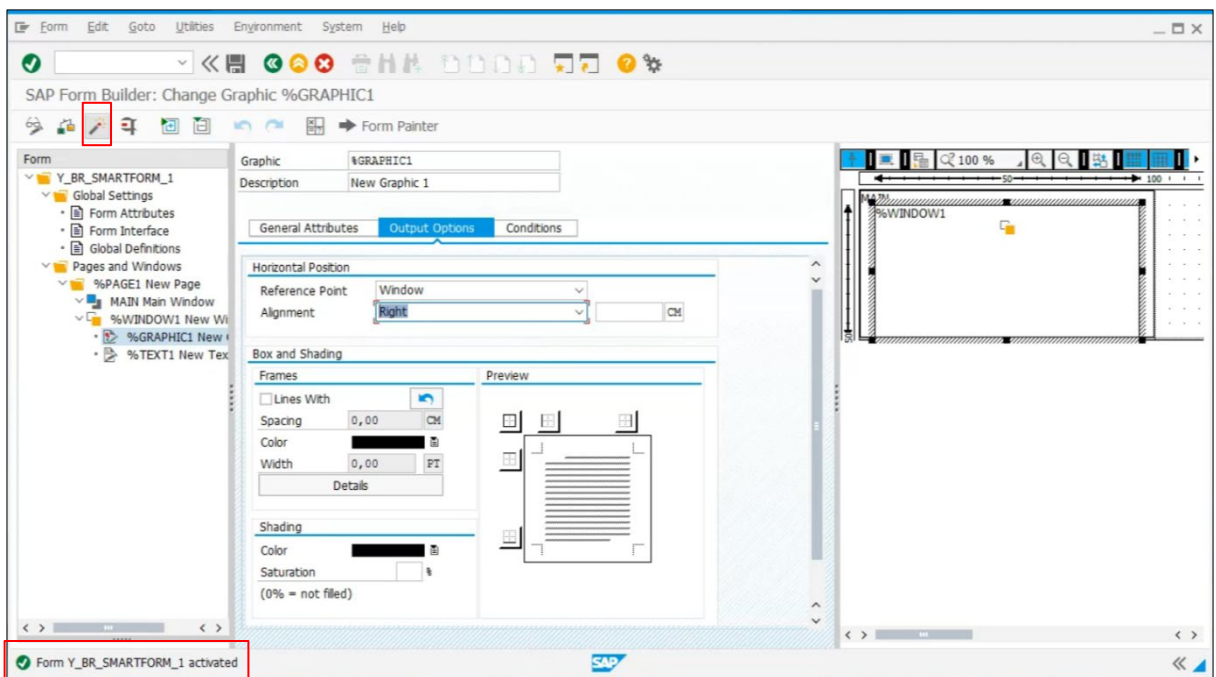 Form Edit Goto Utilities Environment System Help
SAP Form Builder: Change Graphic %GRAPHIC1
Form Painter
Form
Y_BR_SMARTFORM_1
Global Settings
Form Attributes
Form Interface
Global Definitions
Pages and Windows
%PAGE1 New Page
MAIN Main Window
%WINDOW1 New Wi
%GRAPHIC1 New
%TEXT1 New Tex
Graphic %GRAPHIC1
Description New Graphic 1
General Attributes Output Options Conditions
Horizontal Position
Reference Point Window
Alignment Right CM
Box and Shading
Frames
Lines With
Spacing 0,00 CM
Color
Width 0,00 PT
Details
Shading
Color
Saturation %
(0% = not filled)
Preview
100 %
50 100
MAIN
%WINDOW1
50
Form Y_BR_SMARTFORM_1 activated
SAP